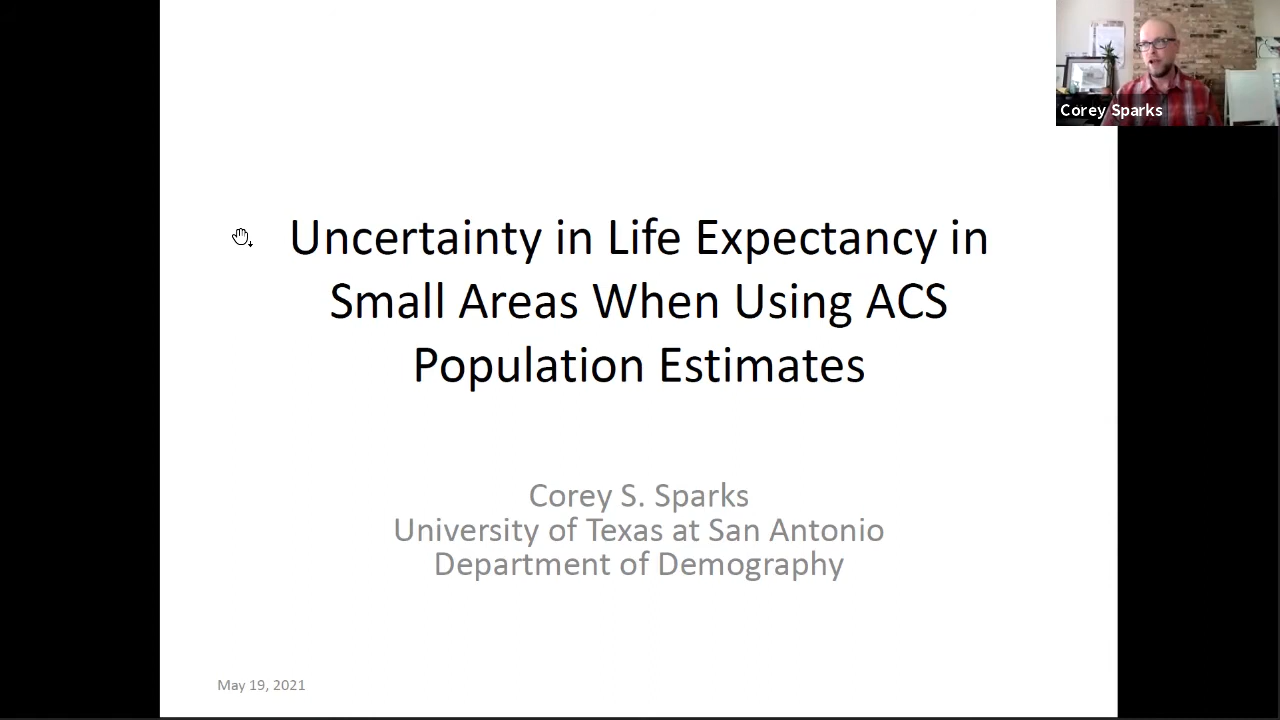 Corey Sparks
Uncertainty in Life Expectancy in
Small Areas When Using ACS
Population Estimates
Corey S. Sparks
University of Texas at San Antonio
Department of Demography
May 19, 2021